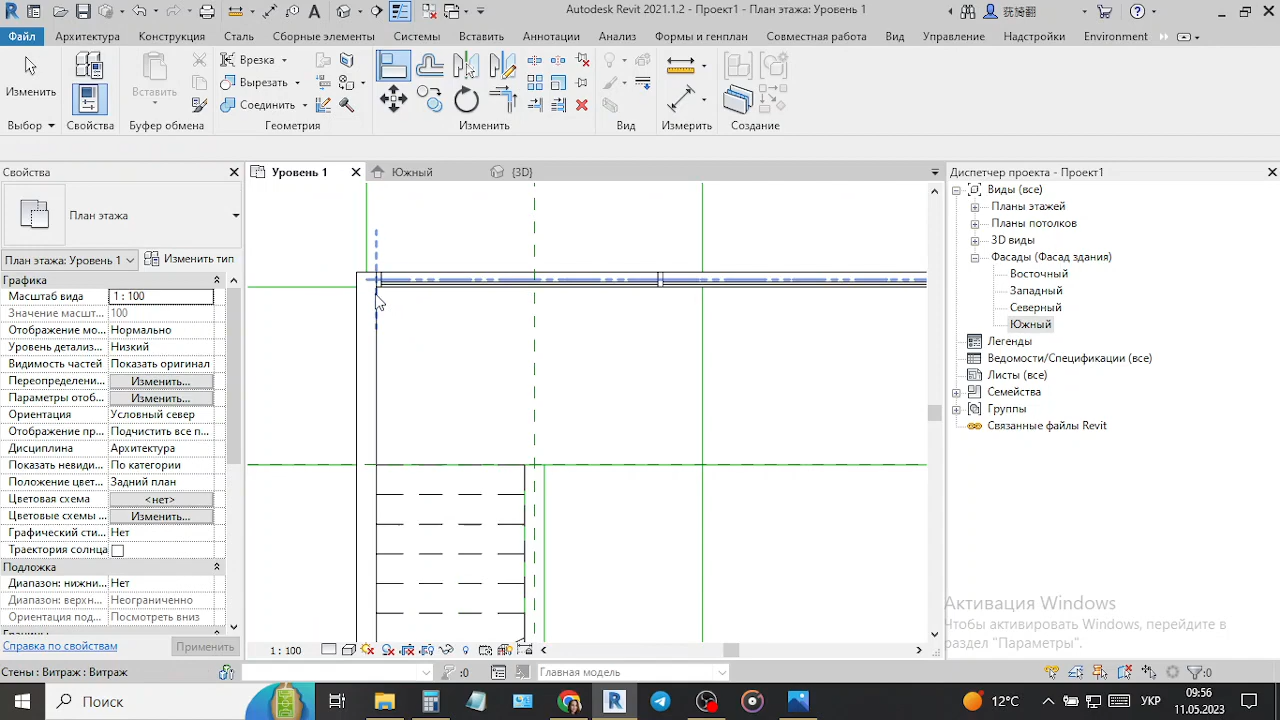 Autodesk Revit 2021.1.2 - Проект1 - План этажа: Уровень 1
Файл Архитектура Конструкция Сталь Сборные элементы Системы Вставить Аннотации Анализ Формы и генплан Совместная работа Вид Управление Надстройки Environment
Изменить
Вставить
Врезка
Вырезать
Соединить
Выбор Свойства Буфер обмена Геометрия Изменить Вид Измерить Создание
Свойства
Уровень 1
Южный
{3D}
Диспетчер проекта - Проект1
План этажа
План этажа: Уровень 1
Изменить тип
Графика
Масштаб вида 1 : 100
Значение масшт... 100
Отображение мо... Нормально
Уровень детализ... Низкий
Видимость частей Показать оригинал
Переопределени... Изменить...
Параметры отоб... Изменить...
Ориентация Условный север
Отображение пр... Подчистить все п...
Дисциплина Архитектура
Показать невиди... По категории
Положение цвет... Задний план
Цветовая схема <нет>
Цветовые схемы ... Изменить...
Графический сти... Нет
Траектория солнца
Подложка
Диапазон: нижни... Нет
Диапазон: верхн... Неограниченно
Ориентация под... Посмотреть вниз
Справка по свойствам
Применить
Виды (все)
Планы этажей
Планы потолков
3D виды
Фасады (Фасад здания)
Восточный
Западный
Северный
Южный
Легенды
Ведомости/Спецификации (все)
Листы (все)
Семейства
Группы
Связанные файлы Revit
Активация Windows
Чтобы активировать Windows, перейдите в
раздел "Параметры".
1 : 100
Стены : Витраж : Витраж
:0
Главная модель
:0
Поиск
12°C
УКР
09:56
11.05.2023